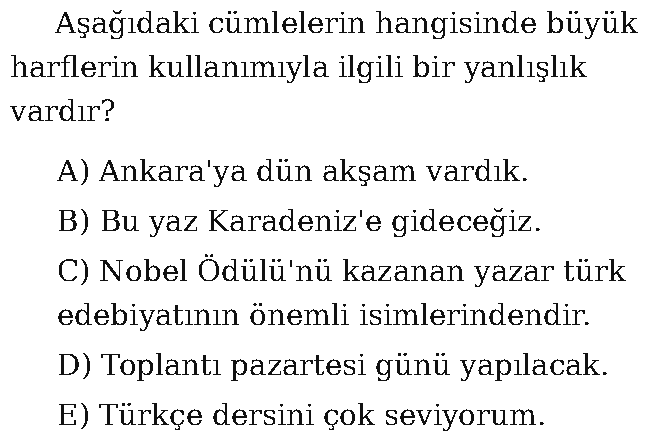 Aşağıdaki cümlelerin hangisinde büyük
harflerin kullanımıyla ilgili bir yanlışlık
vardır?
A) Ankara'ya dün akşam vardık.
B) Bu yaz Karadeniz'e gideceğiz.
C) Nobel Ödülü'nü kazanan yazar türk
edebiyatının önemli isimlerindendir.
D) Toplantı pazartesi günü yapılacak.
E) Türkçe dersini çok seviyorum.